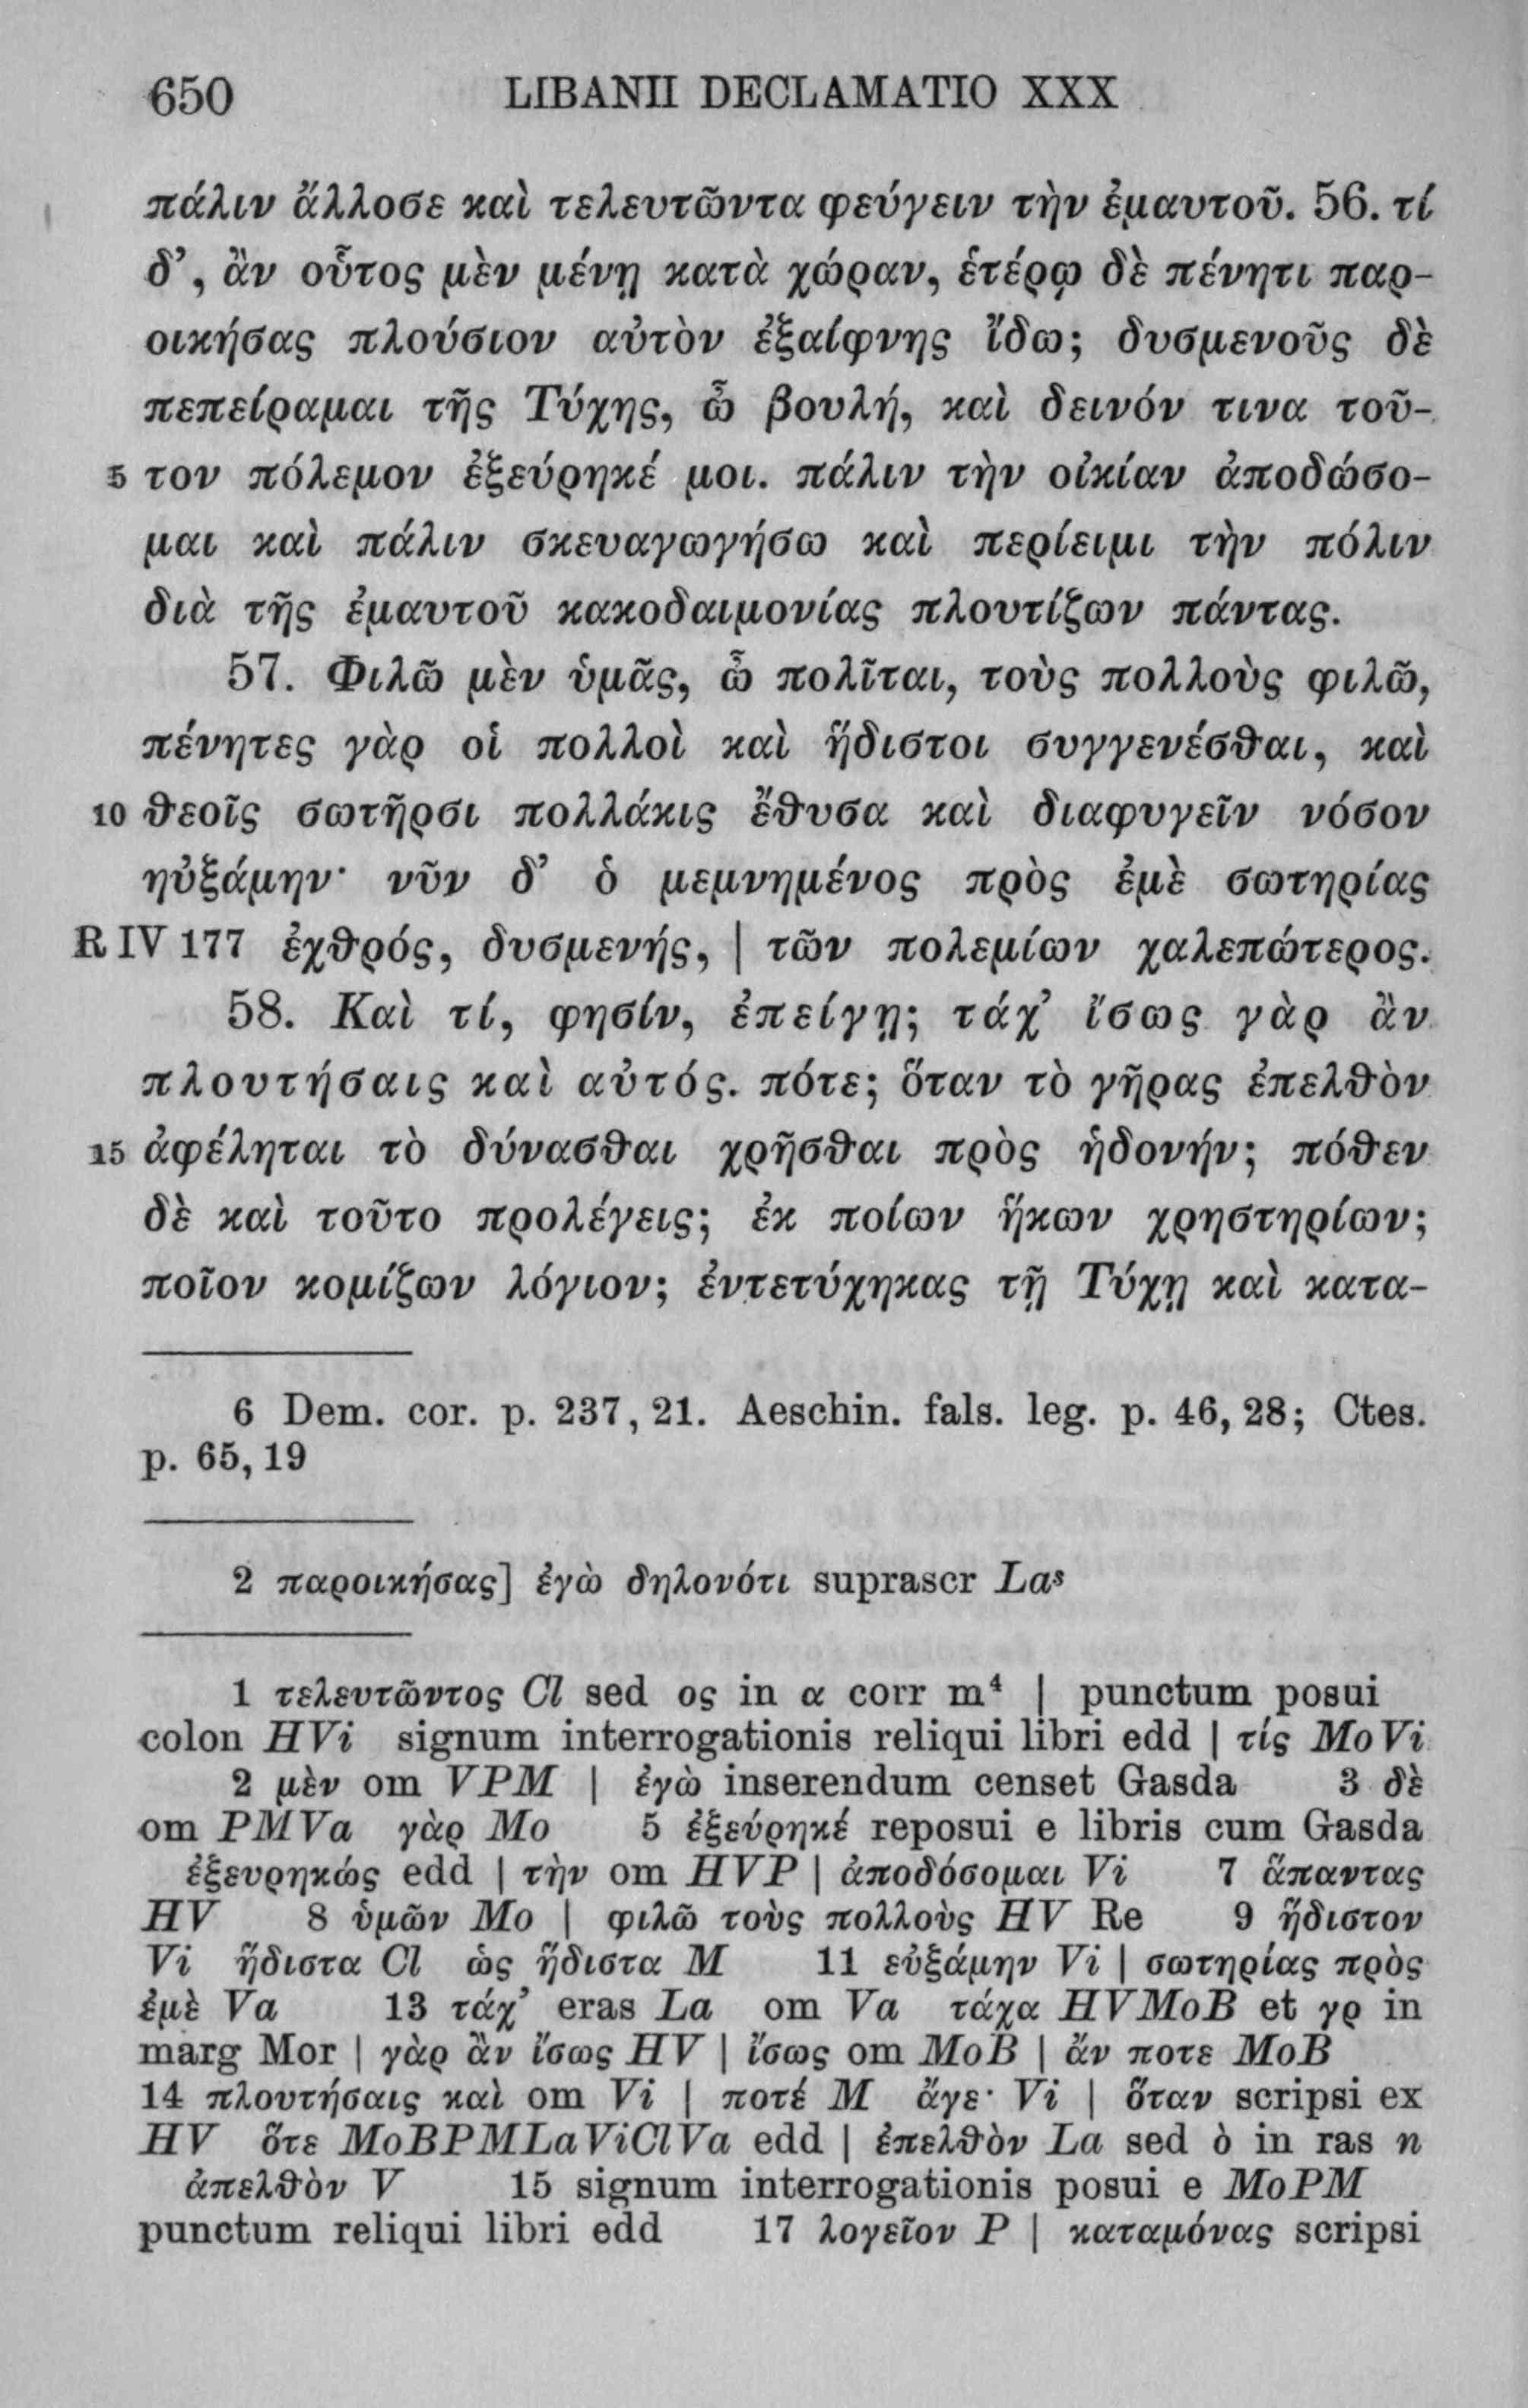 650 LIBANII DECLAMATIO XXX
πάλιν ἄλλοσε καὶ τελευτῶντα φεύγειν τὴν ἐμαυτοῦ. 56. τί
δ’, ἂν οὗτος μὲν μένῃ κατὰ χώραν, ἑτέρῳ δὲ πένητι παρ-
οικήσας πλούσιον αὐτὸν ἐξαίφνης ἴδω; δυσμενοῦς δὲ
πεπείραμαι τῆς Τύχης, ὦ βουλή, καὶ δεινόν τινα τοῦ-
5 τον πόλεμον ἐξεύρηκέ μοι. πάλιν τὴν οἰκίαν ἀποδώσο-
μαι καὶ πάλιν σκευαγωγήσω καὶ περίειμι τὴν πόλιν
διὰ τῆς ἐμαυτοῦ κακοδαιμονίας πλουτίζων πάντας.
57. Φιλῶ μὲν ὑμᾶς, ὦ πολῖται, τοὺς πολλοὺς φιλῶ,
πένητες γὰρ οἱ πολλοὶ καὶ ἥδιστοι συγγενέσθαι, καὶ
10 θεοῖς σωτῆρσι πολλάκις ἔθυσα καὶ διαφυγεῖν νόσον
ηὐξάμην· νῦν δ’ ὁ μεμνημένος πρὸς ἐμὲ σωτηρίας
R IV 177 ἐχθρός, δυσμενής, | τῶν πολεμίων χαλεπώτερος.
58. Καὶ τί, φησίν, ἐπείγῃ; τάχ’ ἴσως γὰρ ἂν
πλουτήσαις καὶ αὐτός. πότε; ὅταν τὸ γῆρας ἐπελθὸν
15 ἀφέληται τὸ δύνασθαι χρῆσθαι πρὸς ἡδονήν; πόθεν
δὲ καὶ τοῦτο προλέγεις; ἐκ ποίων ἥκων χρηστηρίων;
ποῖον κομίζων λόγιον; ἐντετύχηκας τῇ Τύχῃ καὶ κατα-
6 Dem. cor. p. 237, 21. Aeschin. fals. leg. p. 46, 28; Ctes.
p. 65, 19
2 παροικήσας] ἐγὼ δηλονότι suprascr Laˢ
1 τελευτῶντος Cl sed ος in α corr m⁴ | punctum posui
colon HVi signum interrogationis reliqui libri edd | τίς MoVi
2 μὲν om VPM | ἐγὼ inserendum censet Gasda 3 δὲ
om PMVa γὰρ Mo 5 ἐξεύρηκέ reposui e libris cum Gasda
ἐξευρηκώς edd | τὴν om HVP | ἀποδόσομαι Vi 7 ἅπαντας
HV 8 ὑμῶν Mo | φιλῶ τοὺς πολλοὺς HV Re 9 ἥδιστον
Vi ἥδιστα Cl ὡς ἥδιστα M 11 εὐξάμην Vi | σωτηρίας πρὸς
ἐμὲ Va 13 τάχ’ eras La om Va τάχα HVMoB et γρ in
marg Mor | γὰρ ἂν ἴσως HV | ἴσως om MoB | ἄν ποτε MoB
14 πλουτήσαις καὶ om Vi | ποτέ M ἄγε· Vi | ὅταν scripsi ex
HV ὅτε MoBPMLaViClVa edd | ἐπελθὸν La sed ὸ in ras n
ἀπελθὸν V 15 signum interrogationis posui e MoPM
punctum reliqui libri edd 17 λογεῖον P | καταμόνας scripsi